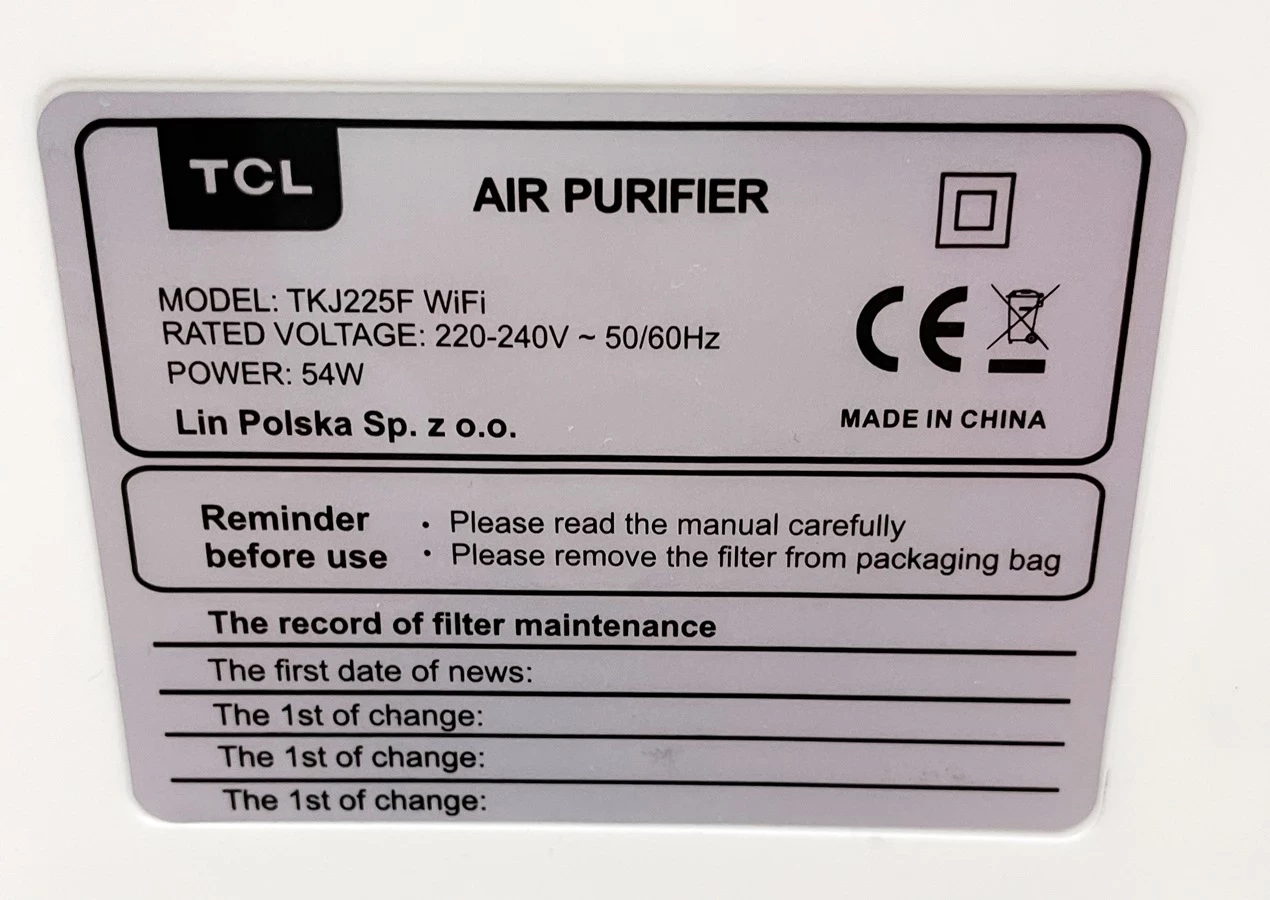 TCL
AIR PURIFIER
MODEL: TKJ225F WiFi
RATED VOLTAGE: 220-240V ~ 50/60Hz
POWER: 54W
Lin Polska Sp. z o.o.
CE
MADE IN CHINA
Reminder before use
• Please read the manual carefully
• Please remove the filter from packaging bag
The record of filter maintenance
The first date of news:
The 1st of change:
The 1st of change:
The 1st of change: